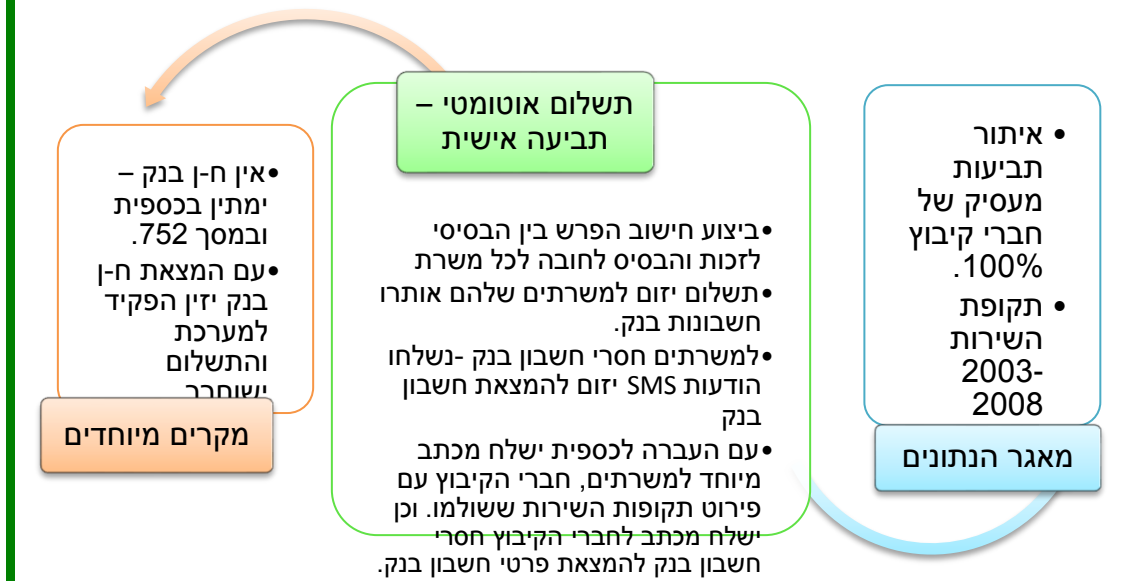 איתור
תביעות
מעסיק של
חברי קיבוץ
100%.
תקופת
השירות
2003-
2008
מאגר הנתונים
תשלום אוטומטי –
תביעה אישית
ביצוע חישוב הפרש בין הבסיסי
לזכות והבסיס לחובה לכל משרת
תשלום יזום למשרתים שלהם אותרו
חשבונות בנק.
למשרתים חסרי חשבון בנק -נשלחו
הודעות SMS יזום להמצאת חשבון
בנק
עם העברה לכספית ישלח מכתב
מיוחד למשרתים, חברי הקיבוץ עם
פירוט תקופות השירות ששולמו. וכן
ישלח מכתב לחברי הקיבוץ חסרי
חשבון בנק להמצאת פרטי חשבון בנק.
אין ח-ן בנק –
ימתין בכספית
ובמסך 752.
עם המצאת ח-ן
בנק יזין הפקיד
למערכת
והתשלום
ישוחרר
מקרים מיוחדים